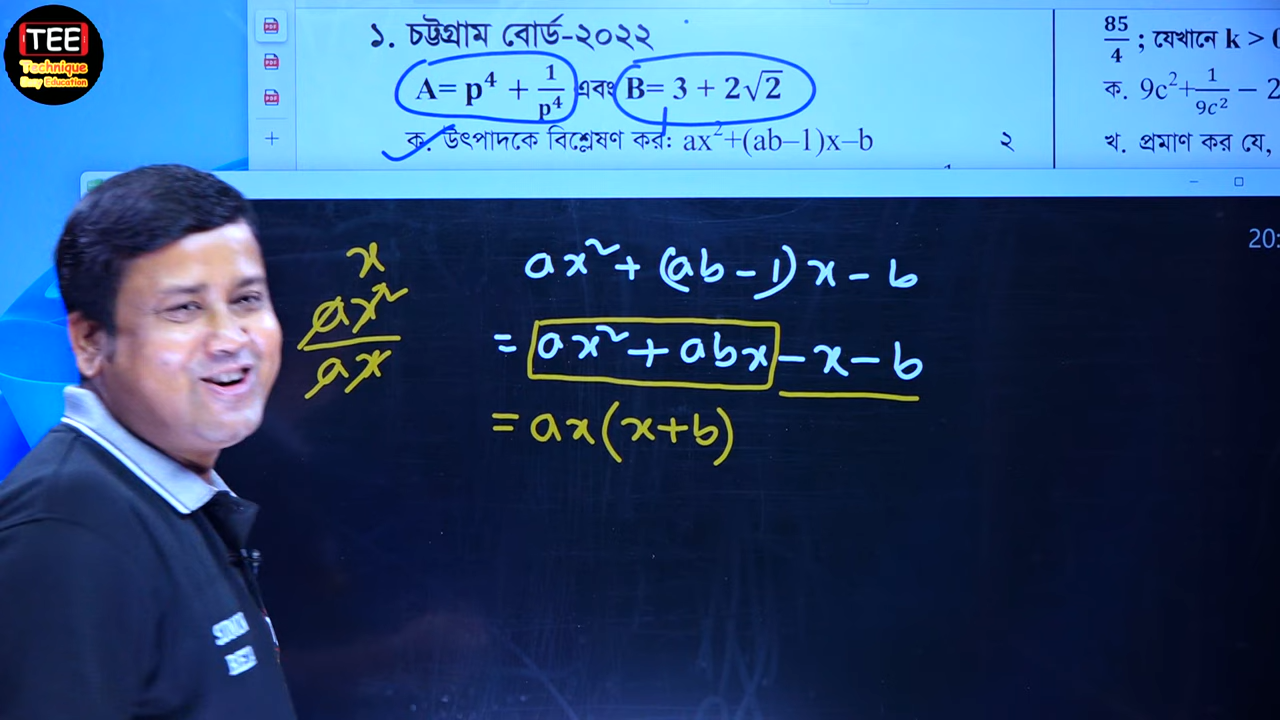 TEE
Technique
Easy Education
১. চট্টগ্রাম বোর্ড-২০২২
A= p⁴ + 1/p⁴ এবং B= 3 + 2√2
ক. উৎপাদকে বিশ্লেষণ কর: ax²+(ab–1)x–b ২
85/4 ; যেখানে k > 0
ক. 9c²+ 1/9c² − 2
খ. প্রমাণ কর যে,
20:
x
ax²/ax
ax² + (ab - 1) x - b
= ax² + abx - x - b
= ax(x+b)